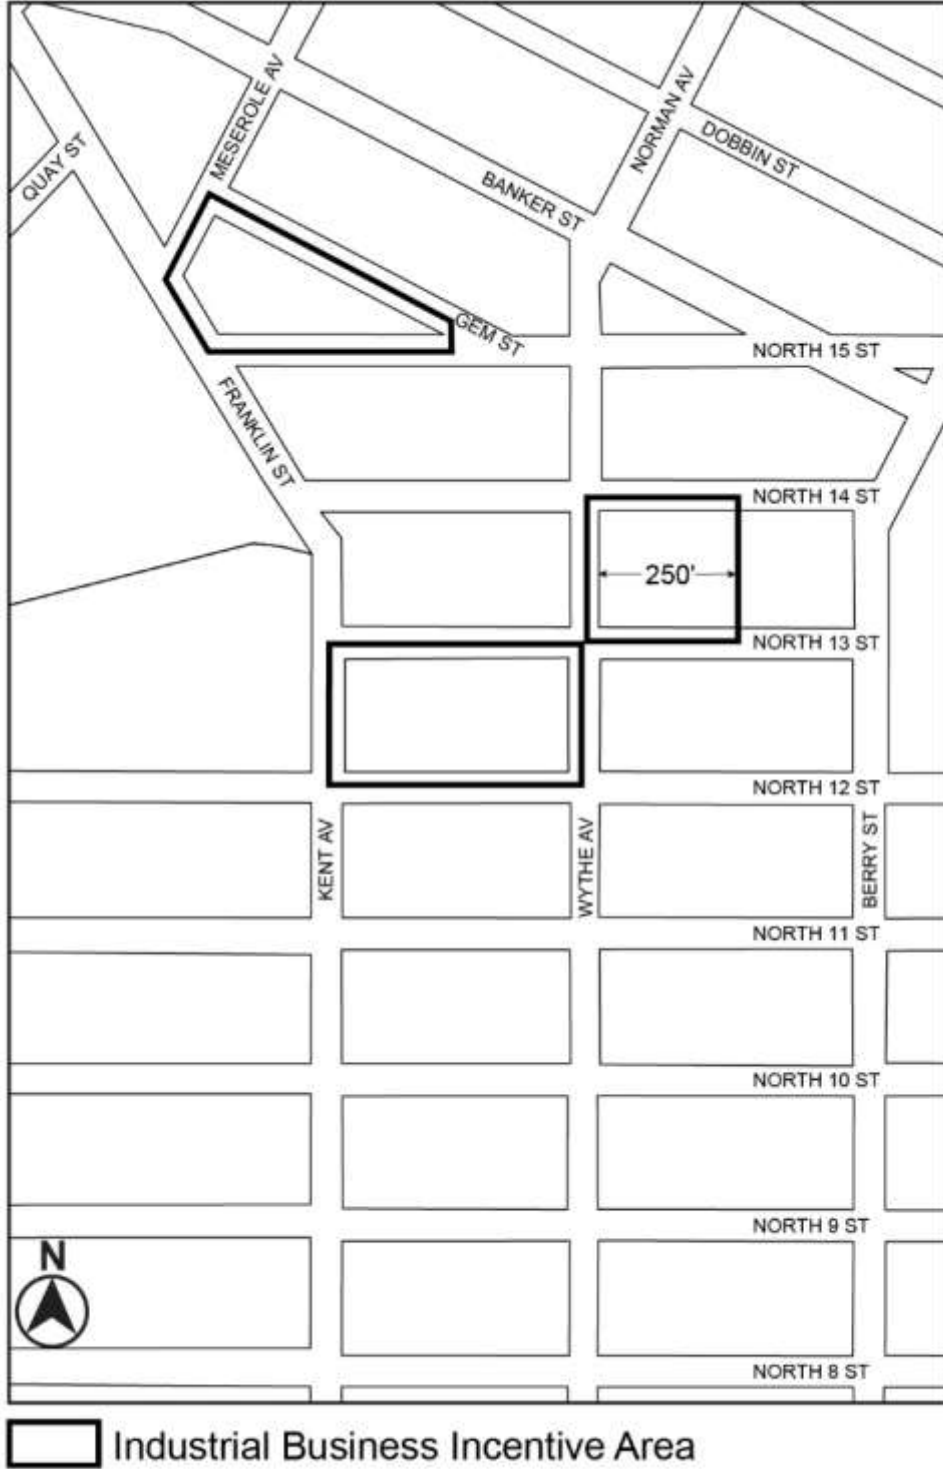 MESEROLE AV
NORMAN AV
QUAY ST
DOBBIN ST
BANKER ST
GEM ST
NORTH 15 ST
FRANKLIN ST
NORTH 14 ST
250'
NORTH 13 ST
NORTH 12 ST
KENT AV
WYTHE AV
BERRY ST
NORTH 11 ST
NORTH 10 ST
NORTH 9 ST
N
NORTH 8 ST
Industrial Business Incentive Area